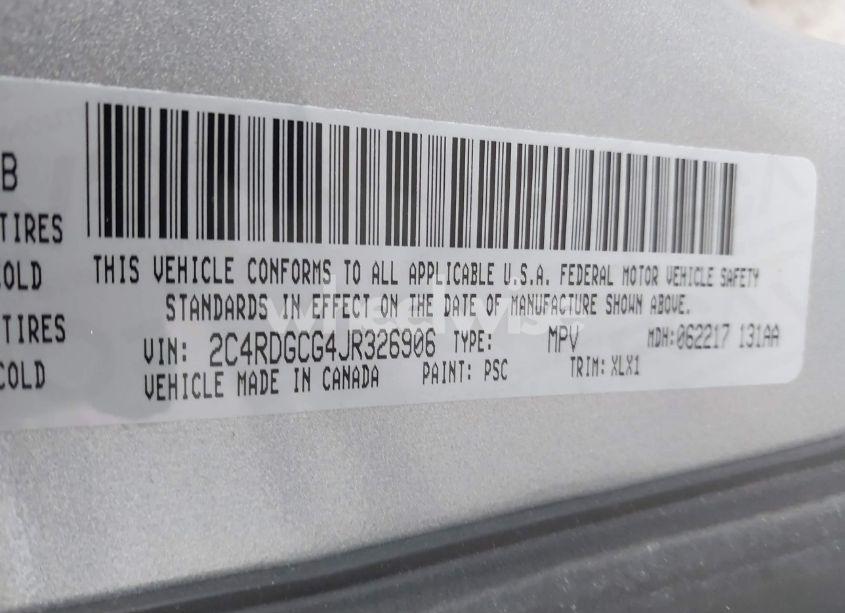 B
TIRES
COLD
TIRES
COLD
THIS VEHICLE CONFORMS TO ALL APPLICABLE U.S.A. FEDERAL MOTOR VEHICLE SAFETY
STANDARDS IN EFFECT ON THE DATE OF MANUFACTURE SHOWN ABOVE.
VIN: 2C4RDGCG4JR326906 TYPE: MPV MDH:062217 131AA
VEHICLE MADE IN CANADA PAINT: PSC TRIM: XLX1